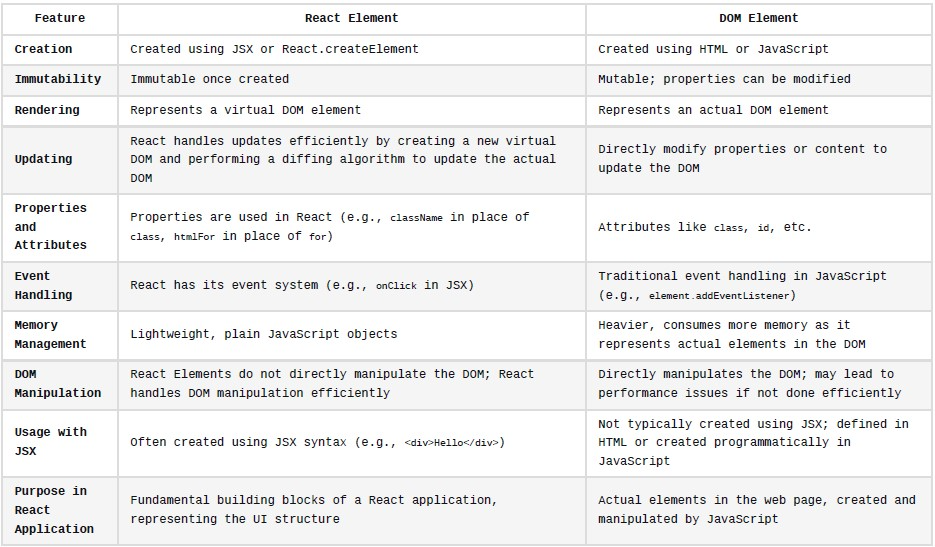 Feature React Element DOM Element
Creation Created using JSX or React.createElement Created using HTML or JavaScript
Immutability Immutable once created Mutable; properties can be modified
Rendering Represents a virtual DOM element Represents an actual DOM element
Updating
React handles updates efficiently by creating a new virtual
DOM and performing a diffing algorithm to update the actual
DOM
Directly modify properties or content to
update the DOM
Properties
and
Attributes
Properties are used in React (e.g., className in place of
class, htmlFor in place of for)
Attributes like class, id, etc.
Event
Handling
React has its event system (e.g., onClick in JSX)
Traditional event handling in JavaScript
(e.g., element.addEventListener)
Memory
Management
Lightweight, plain JavaScript objects
Heavier, consumes more memory as it
represents actual elements in the DOM
DOM
Manipulation
React Elements do not directly manipulate the DOM; React
handles DOM manipulation efficiently
Directly manipulates the DOM; may lead to
performance issues if not done efficiently
Usage with
JSX
Often created using JSX syntax (e.g., <div>Hello</div>)
Not typically created using JSX; defined in
HTML or created programmatically in
JavaScript
Purpose in
React
Application
Fundamental building blocks of a React application,
representing the UI structure
Actual elements in the web page, created and
manipulated by JavaScript